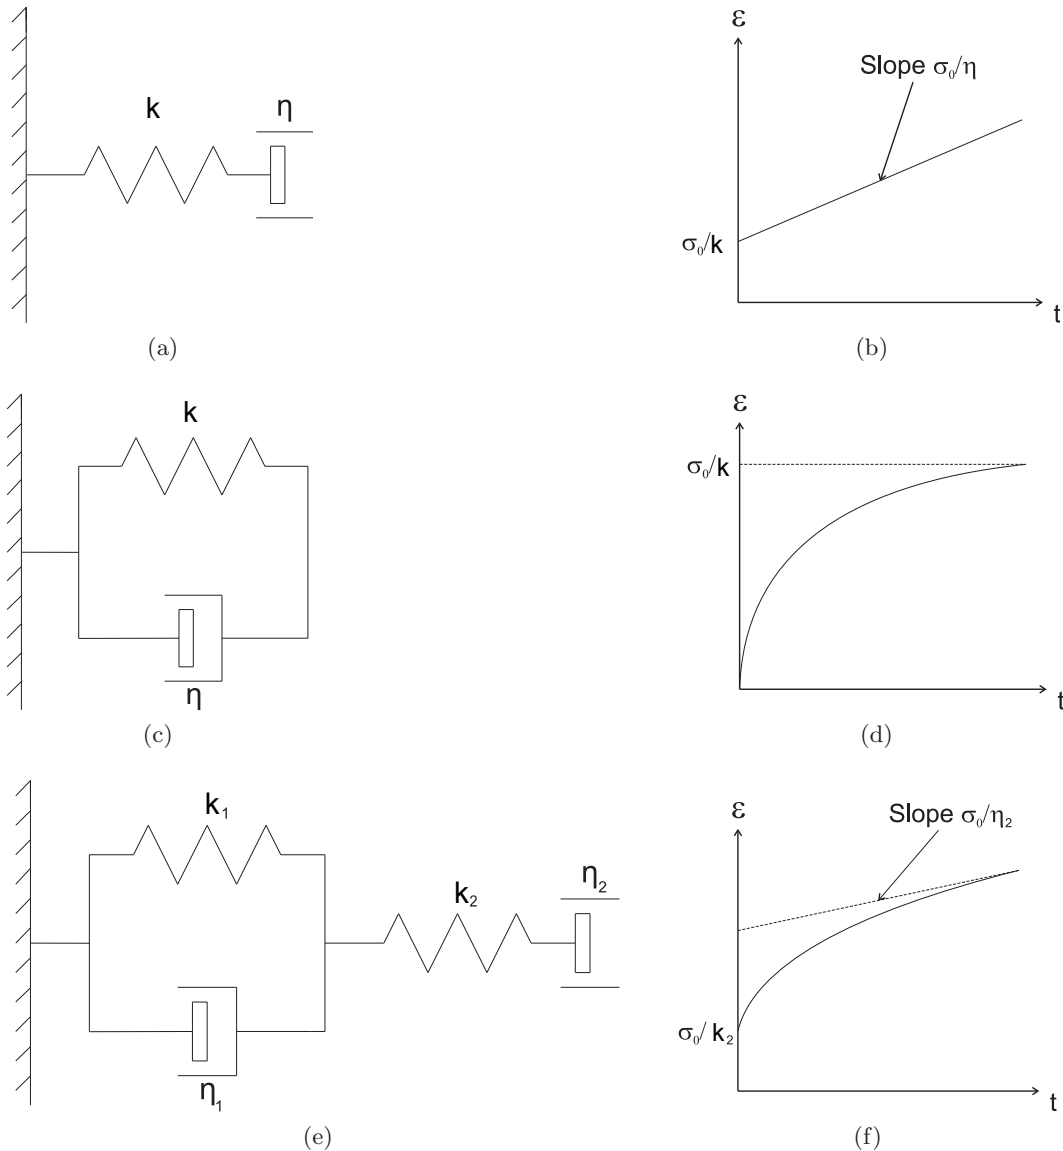 ε
Slope σ₀/η
k
η
σ₀/k
t
(a)
(b)
k
ε
σ₀/k
η
t
(c)
(d)
k₁
ε
Slope σ₀/η₂
k₂
η₂
σ₀/k₂
η₁
t
(e)
(f)